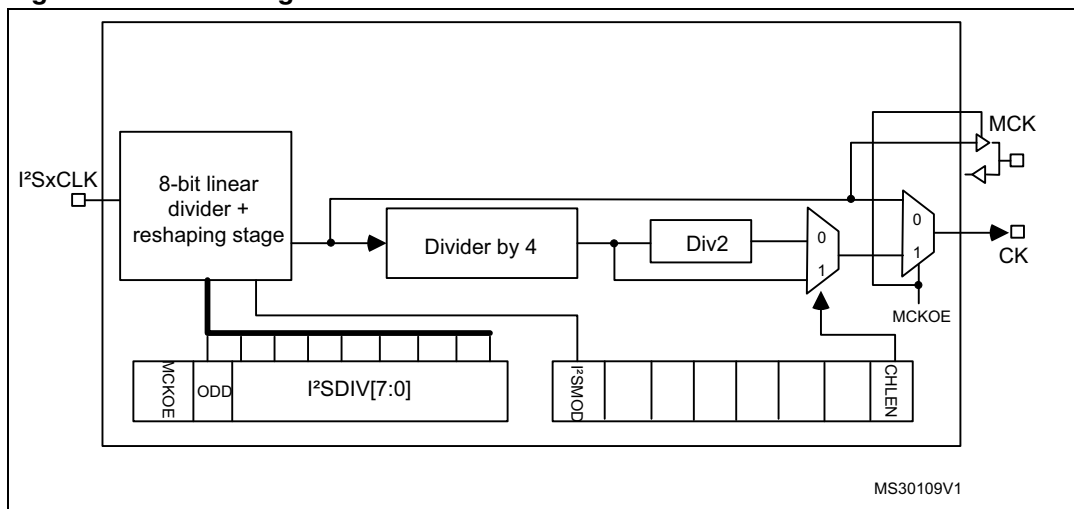 MCK
I²SxCLK
8-bit linear
divider +
reshaping stage
Divider by 4
Div2
0
1
0
1
CK
MCKOE
MCKOE
ODD
I²SDIV[7:0]
I²SMOD
CHLEN
MS30109V1